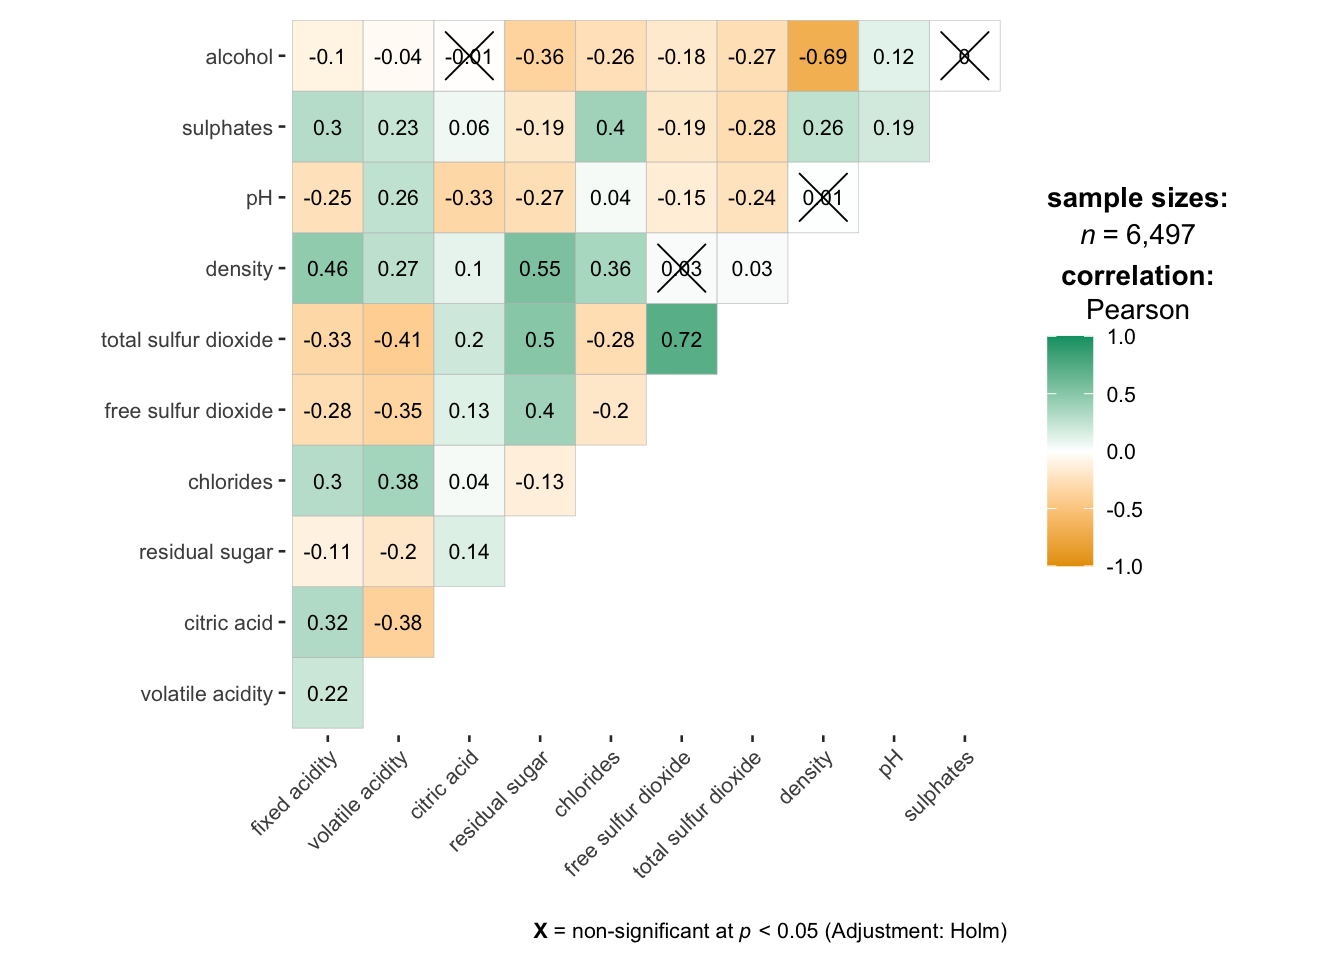 alcohol -0.1 -0.04 -0.01 -0.36 -0.26 -0.18 -0.27 -0.69 0.12 0
sulphates 0.3 0.23 0.06 -0.19 0.4 -0.19 -0.28 0.26 0.19
pH -0.25 0.26 -0.33 -0.27 0.04 -0.15 -0.24 0.01
density 0.46 0.27 0.1 0.55 0.36 0.03 0.03
total sulfur dioxide -0.33 -0.41 0.2 0.5 -0.28 0.72
free sulfur dioxide -0.28 -0.35 0.13 0.4 -0.2
chlorides 0.3 0.38 0.04 -0.13
residual sugar -0.11 -0.2 0.14
citric acid 0.32 -0.38
volatile acidity 0.22
fixed acidity
volatile acidity
citric acid
residual sugar
chlorides
free sulfur dioxide
total sulfur dioxide
density
pH
sulphates
sample sizes:
n = 6,497
correlation:
Pearson
1.0
0.5
0.0
-0.5
-1.0
X = non-significant at p < 0.05 (Adjustment: Holm)